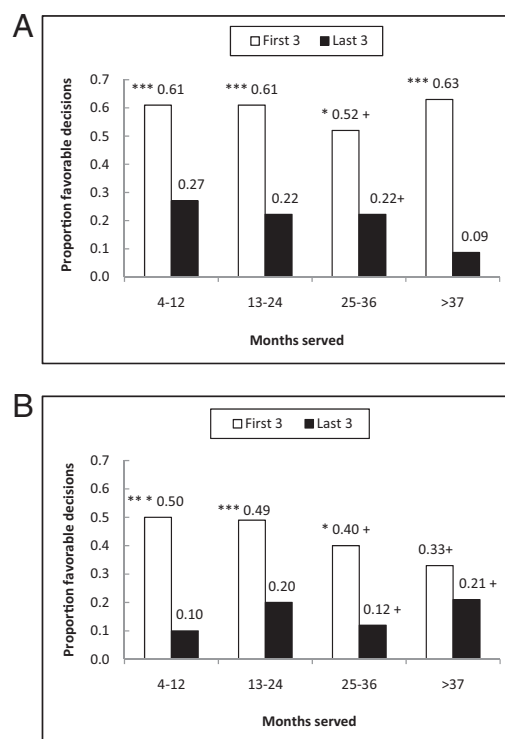 A
First 3 Last 3
Proportion favorable decisions
0.7
0.6
0.5
0.4
0.3
0.2
0.1
0.0
*** 0.61
0.27
*** 0.61
0.22
* 0.52 +
0.22+
*** 0.63
0.09
4-12 13-24 25-36 >37
Months served
B
First 3 Last 3
Proportion favorable decisions
0.7
0.6
0.5
0.4
0.3
0.2
0.1
0.0
** * 0.50
0.10
*** 0.49
0.20
* 0.40 +
0.12 +
0.33+
0.21 +
4-12 13-24 25-36 >37
Months served